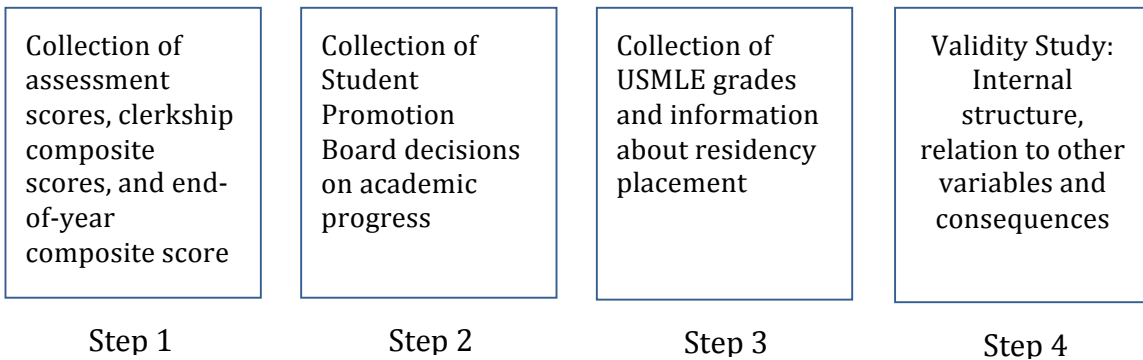 Collection of
assessment
scores, clerkship
composite
scores, and end-
of-year
composite score
Collection of
Student
Promotion
Board decisions
on academic
progress
Collection of
USMLE grades
and information
about residency
placement
Validity Study:
Internal
structure,
relation to other
variables and
consequences
Step 1
Step 2
Step 3
Step 4